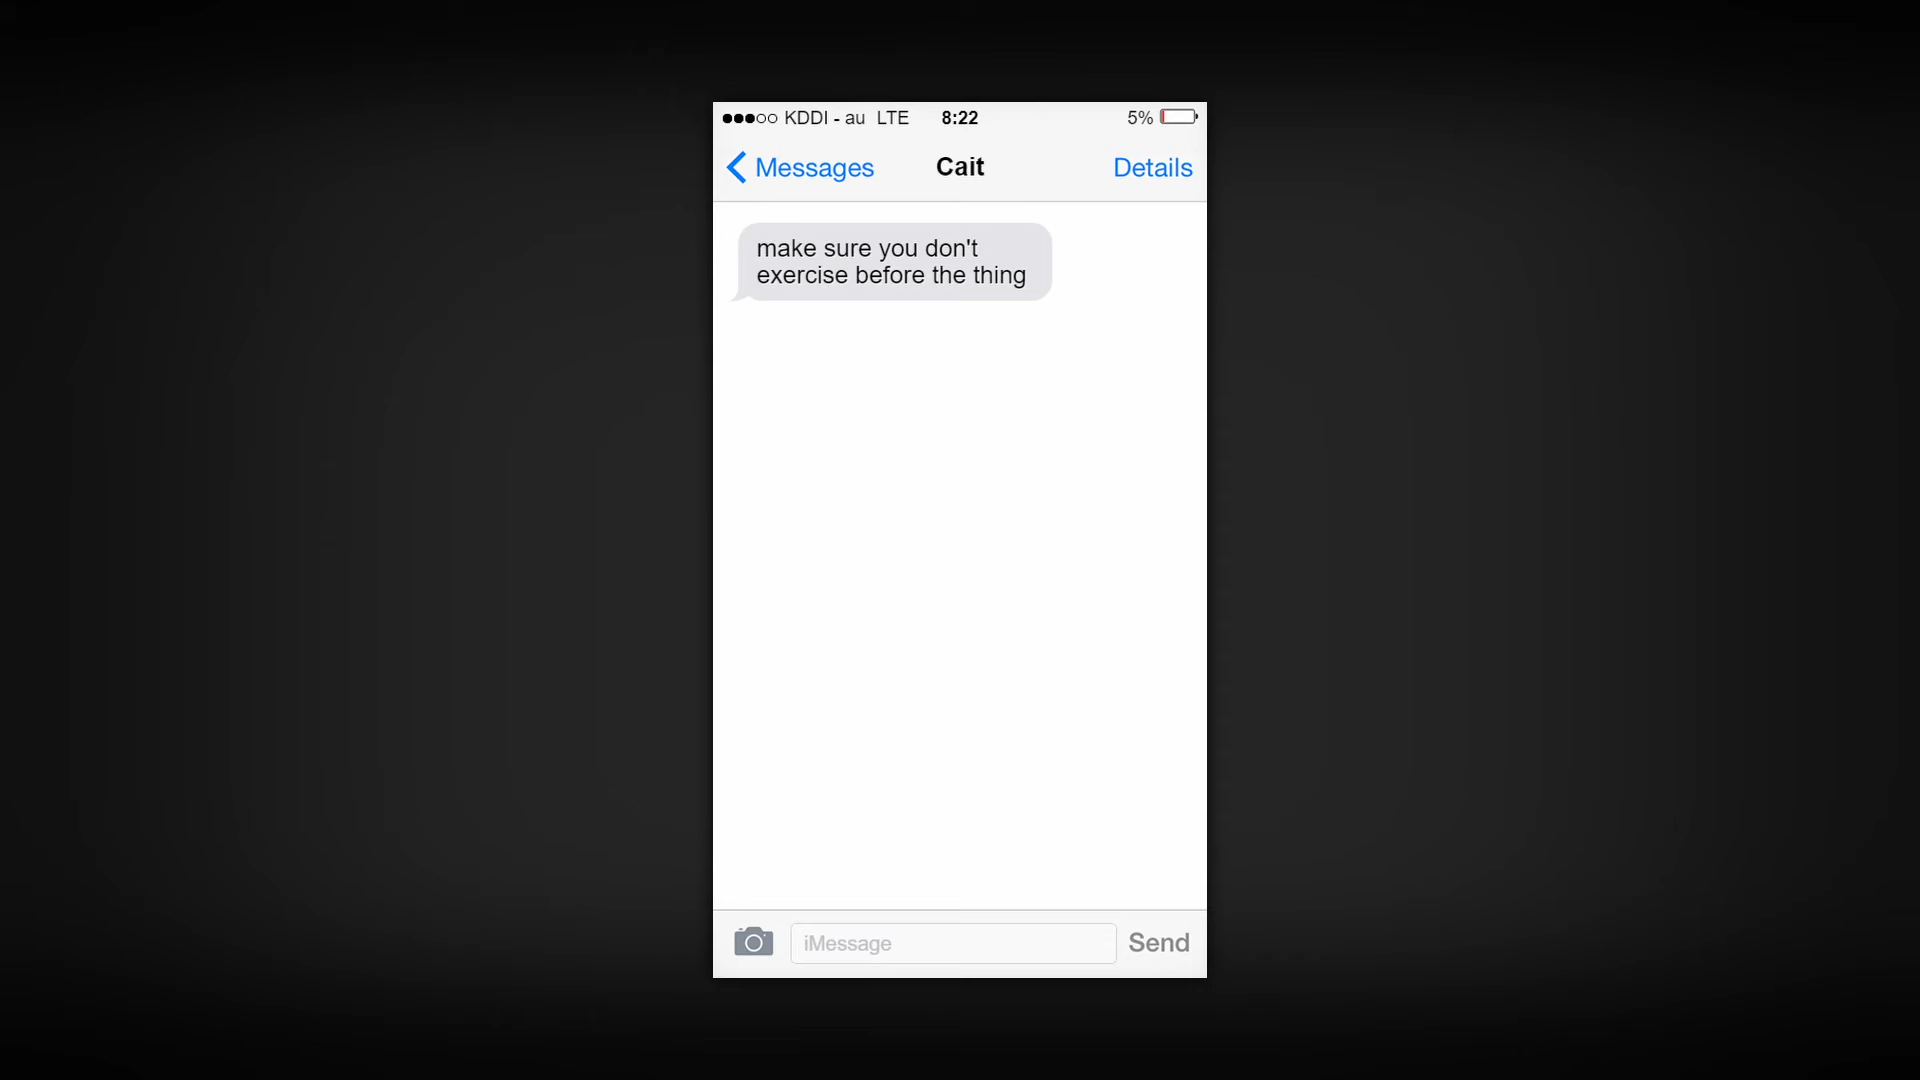 KDDI - au LTE 8:22 5%
Messages Cait Details
make sure you don't
exercise before the thing
iMessage Send